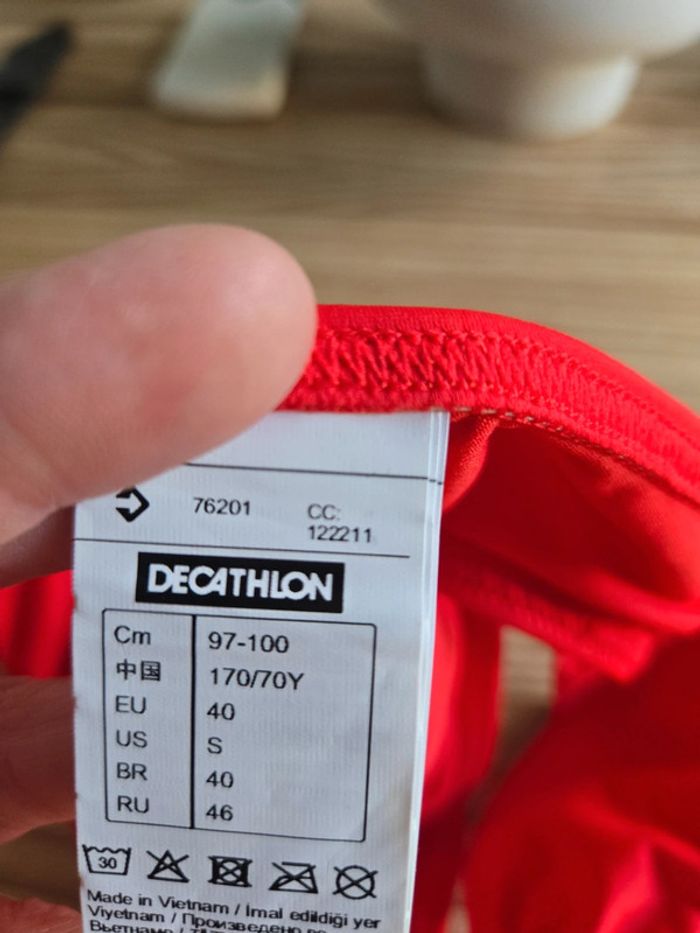 76201 CC:
122211
DECATHLON
Cm 97-100
中国 170/70Y
EU 40
US S
BR 40
RU 46
30
Made in Vietnam / İmal edildiği yer
Viyetnam / Произведено во
Вьетнаме /